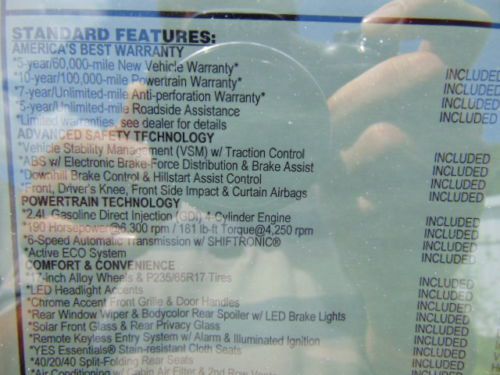 STANDARD FEATURES:
AMERICA'S BEST WARRANTY
*5-year/60,000-mile New Vehicle Warranty* INCLUDED
*10-year/100,000-mile Powertrain Warranty* INCLUDED
*7-year/Unlimited-mile Anti-perforation Warranty* INCLUDED
*5-year/Unlimited-mile Roadside Assistance INCLUDED
*Limited warranties, see dealer for details
ADVANCED SAFETY TECHNOLOGY
*Vehicle Stability Management (VSM) w/ Traction Control INCLUDED
*ABS w/ Electronic Brake-Force Distribution & Brake Assist INCLUDED
*Downhill Brake Control & Hillstart Assist Control INCLUDED
*Front, Driver's Knee, Front Side Impact & Curtain Airbags INCLUDED
POWERTRAIN TECHNOLOGY
*2.4L Gasoline Direct Injection (GDI) 4-Cylinder Engine INCLUDED
*190 Horsepower@6,300 rpm / 181 lb-ft Torque@4,250 rpm INCLUDED
*6-Speed Automatic Transmission w/ SHIFTRONIC® INCLUDED
*Active ECO System INCLUDED
COMFORT & CONVENIENCE
*17-inch Alloy Wheels & P235/65R17 Tires INCLUDED
*LED Headlight Accents INCLUDED
*Chrome Accent Front Grille & Door Handles INCLUDED
*Rear Window Wiper & Bodycolor Rear Spoiler w/ LED Brake Lights INCLUDED
*Solar Front Glass & Rear Privacy Glass INCLUDED
*Remote Keyless Entry System w/ Alarm & Illuminated Ignition INCLUDED
*YES Essentials® Stain-resistant Cloth Seats INCLUDED
*40/20/40 Split-Folding Rear Seats INCLUDED
*Air Conditioning w/ Cabin Air Filter & 2nd Row